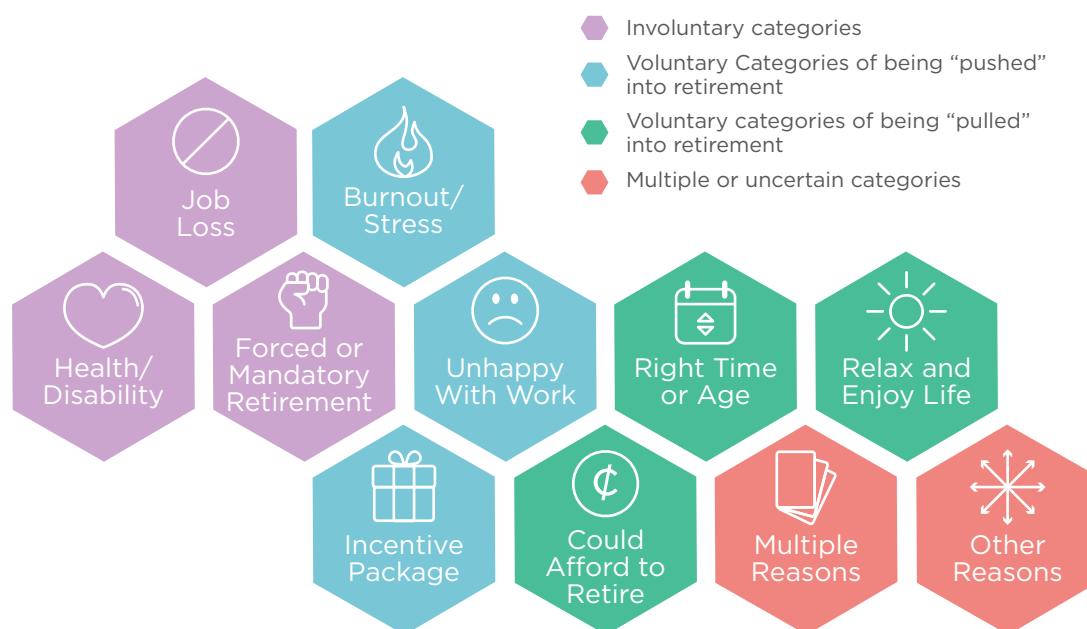 Involuntary categories
Voluntary Categories of being “pushed”
into retirement
Voluntary categories of being “pulled”
into retirement
Multiple or uncertain categories
Job
Loss
Burnout/
Stress
Health/
Disability
Forced or
Mandatory
Retirement
Unhappy
With Work
Right Time
or Age
Relax and
Enjoy Life
Incentive
Package
¢
Could
Afford to
Retire
Multiple
Reasons
Other
Reasons